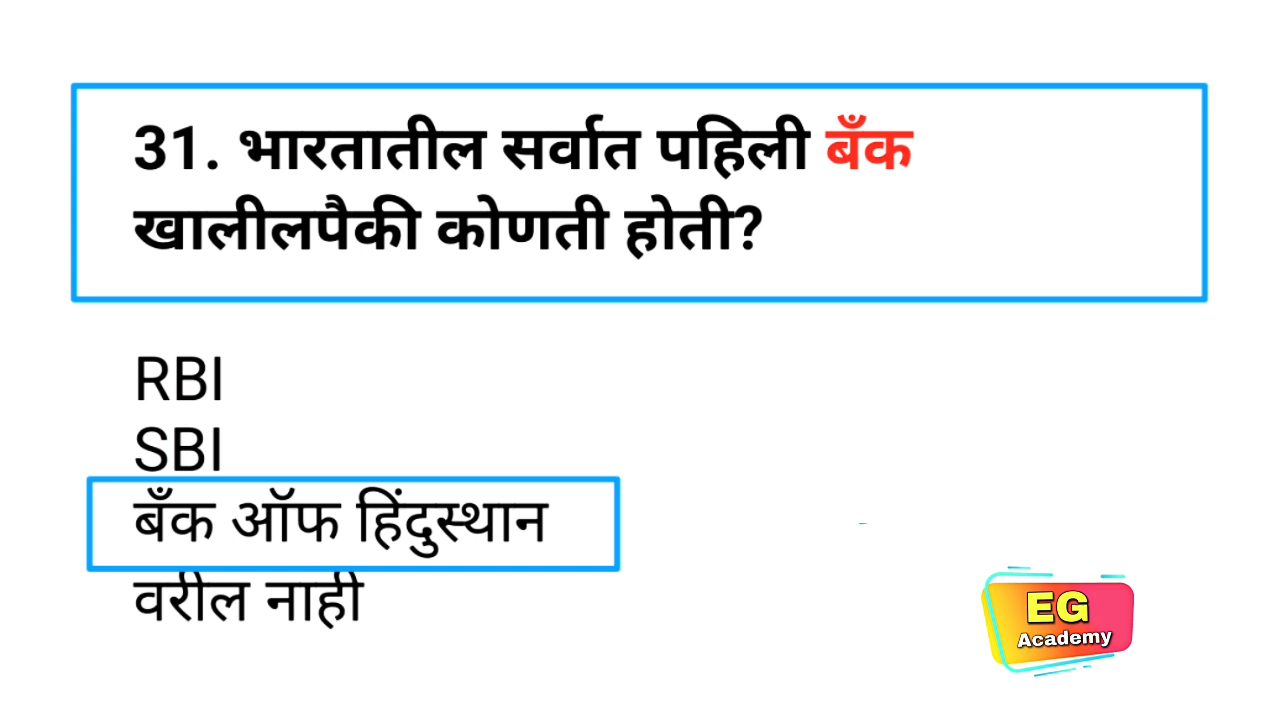 31. भारतातील सर्वात पहिली बँक
खालीलपैकी कोणती होती?
RBI
SBI
बँक ऑफ हिंदुस्थान
वरील नाही
EG
Academy